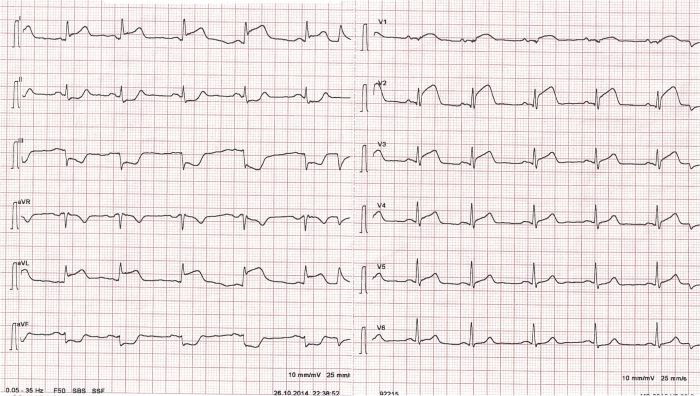 I
II
III
aVR
aVL
aVF
V1
V2
V3
V4
V5
V6
10 mm/mV 25 mm/s
10 mm/mV 25 mm/s
0.05 - 35 Hz F50 SBS SSF
26.10.2014 22:38:52
92215